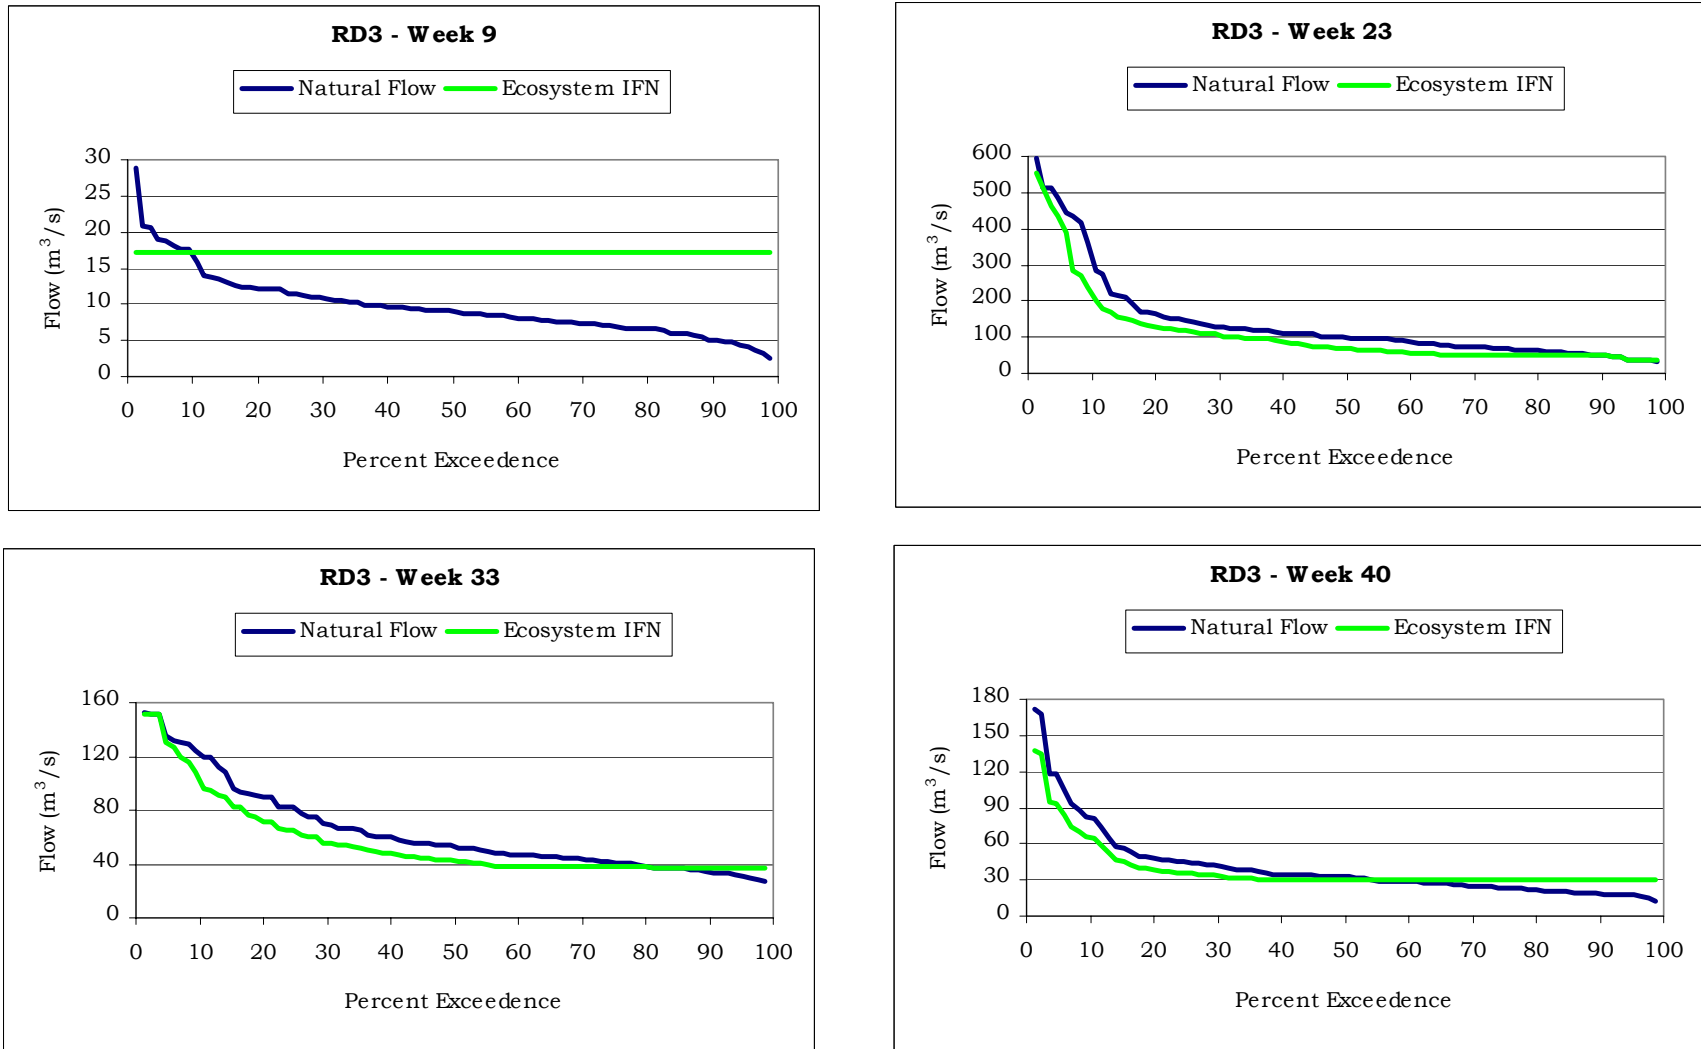 RD3 - Week 9
Natural Flow Ecosystem IFN
30
25
20
15
10
5
0
Flow (m³/s)
0 10 20 30 40 50 60 70 80 90 100
Percent Exceedence
RD3 - Week 23
Natural Flow Ecosystem IFN
600
500
400
300
200
100
0
Flow (m³/s)
0 10 20 30 40 50 60 70 80 90 100
Percent Exceedence
RD3 - Week 33
Natural Flow Ecosystem IFN
160
120
80
40
0
Flow (m³/s)
0 10 20 30 40 50 60 70 80 90 100
Percent Exceedence
RD3 - Week 40
Natural Flow Ecosystem IFN
180
150
120
90
60
30
0
Flow (m³/s)
0 10 20 30 40 50 60 70 80 90 100
Percent Exceedence